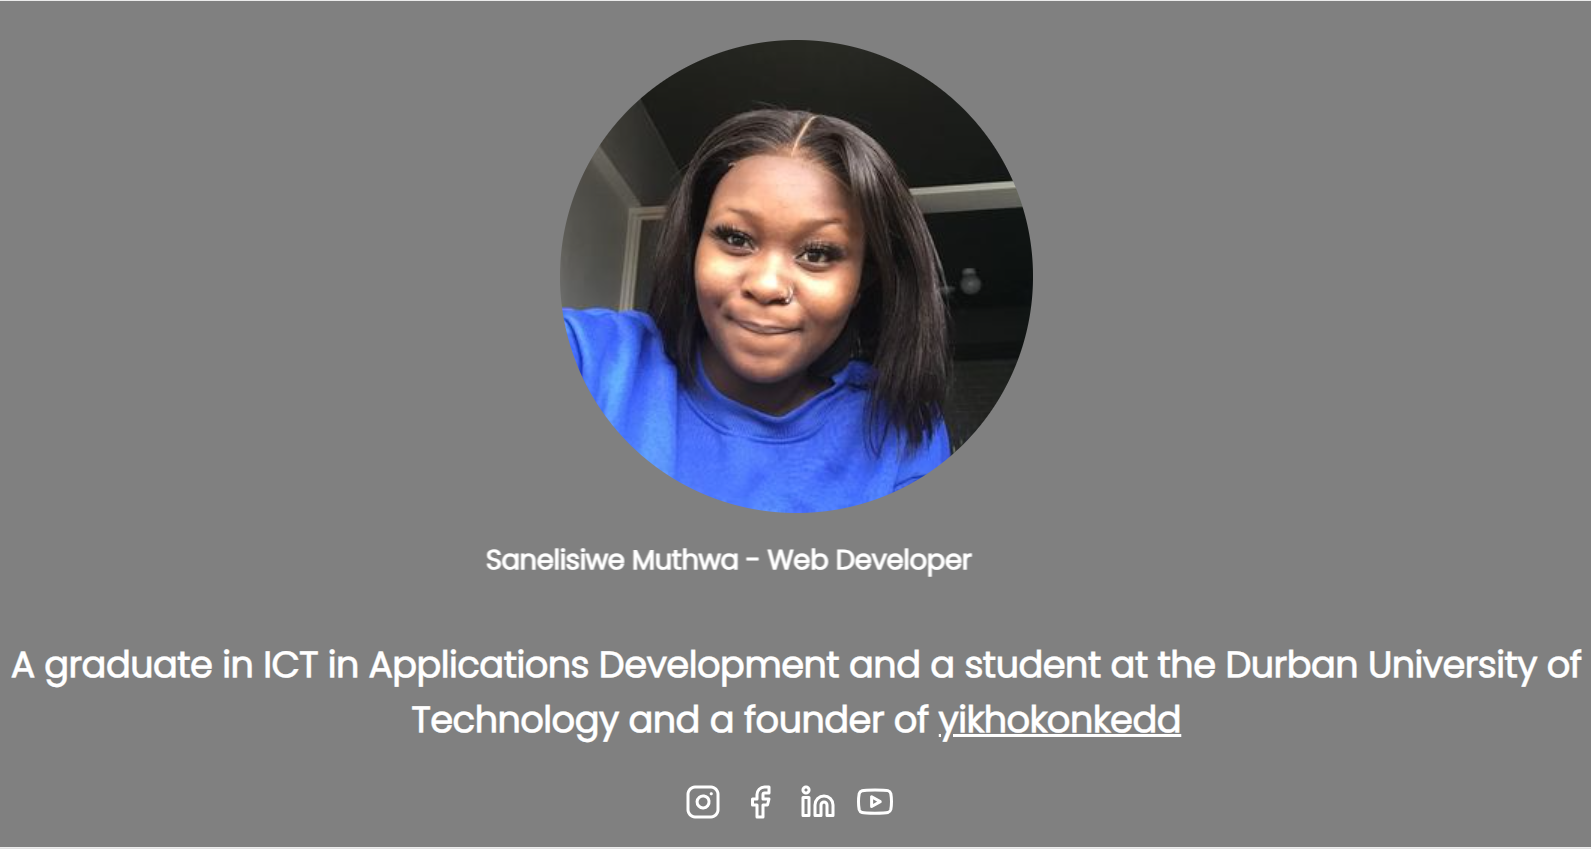 Sanelisiwe Muthwa - Web Developer
A graduate in ICT in Applications Development and a student at the Durban University of
Technology and a founder of yikhokonkedd